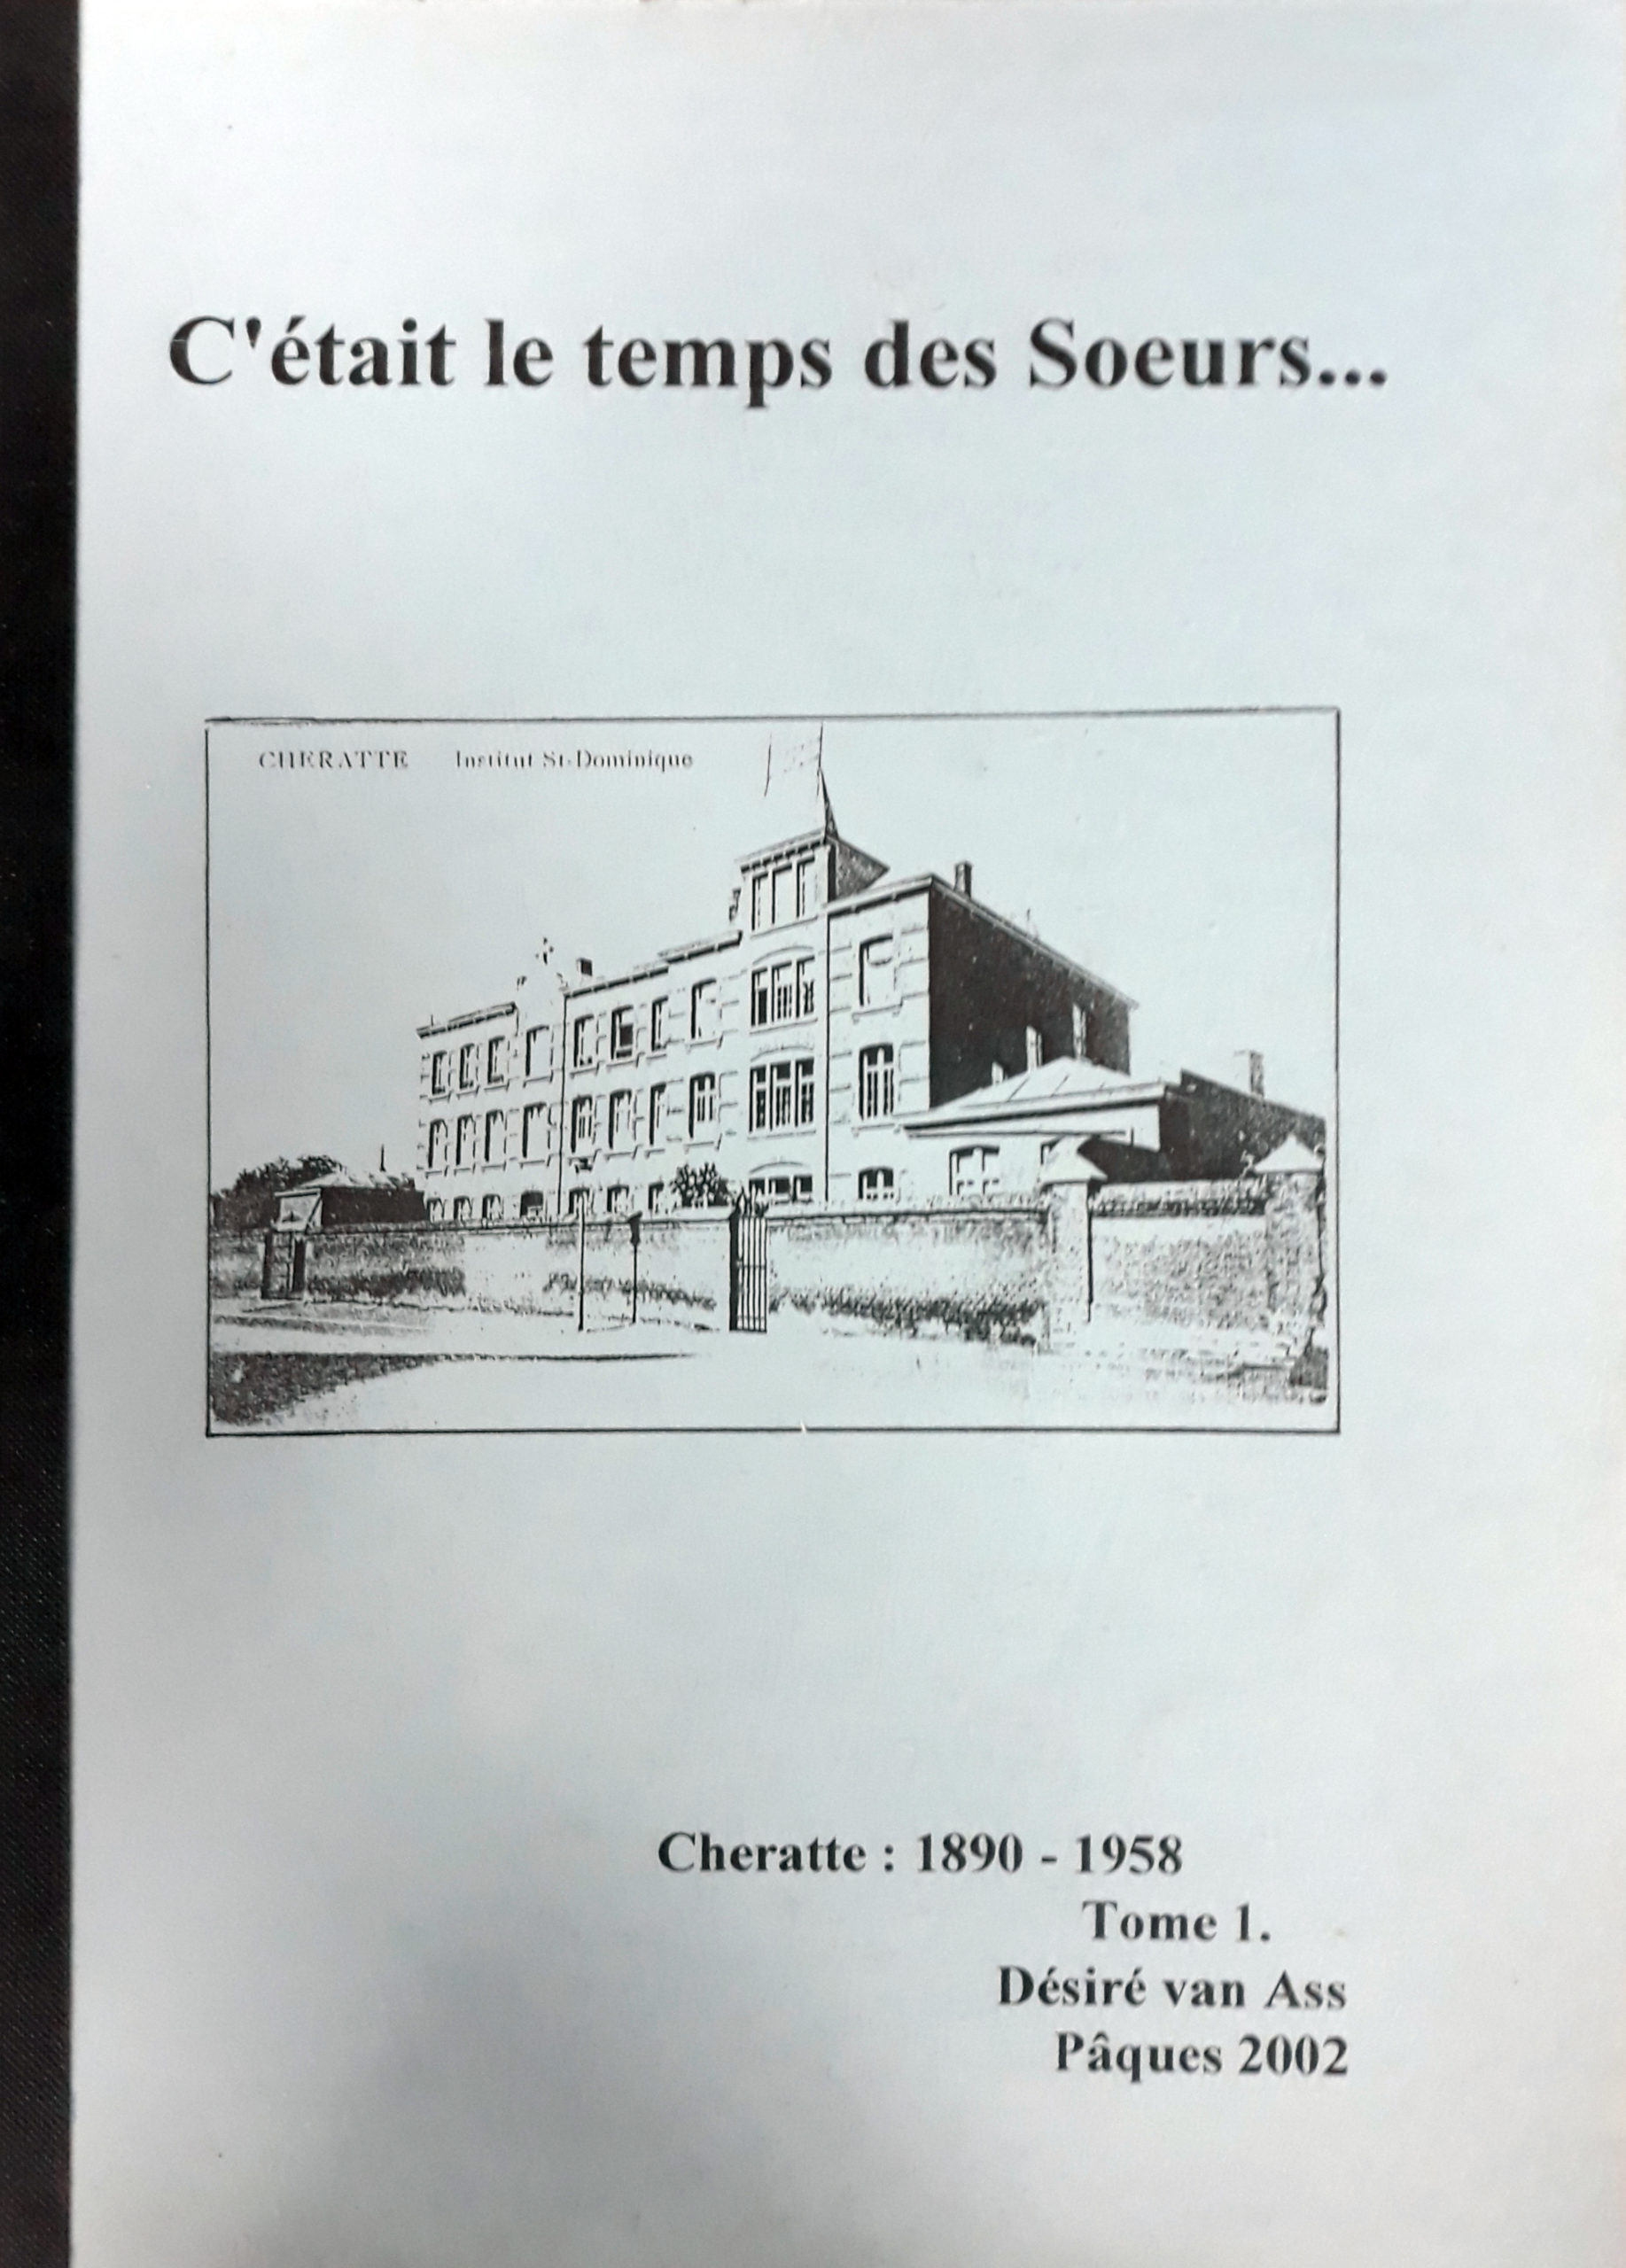 C'était le temps des Soeurs...
CHERATTE Institut St-Dominique
Cheratte : 1890 - 1958
Tome 1.
Désiré van Ass
Pâques 2002